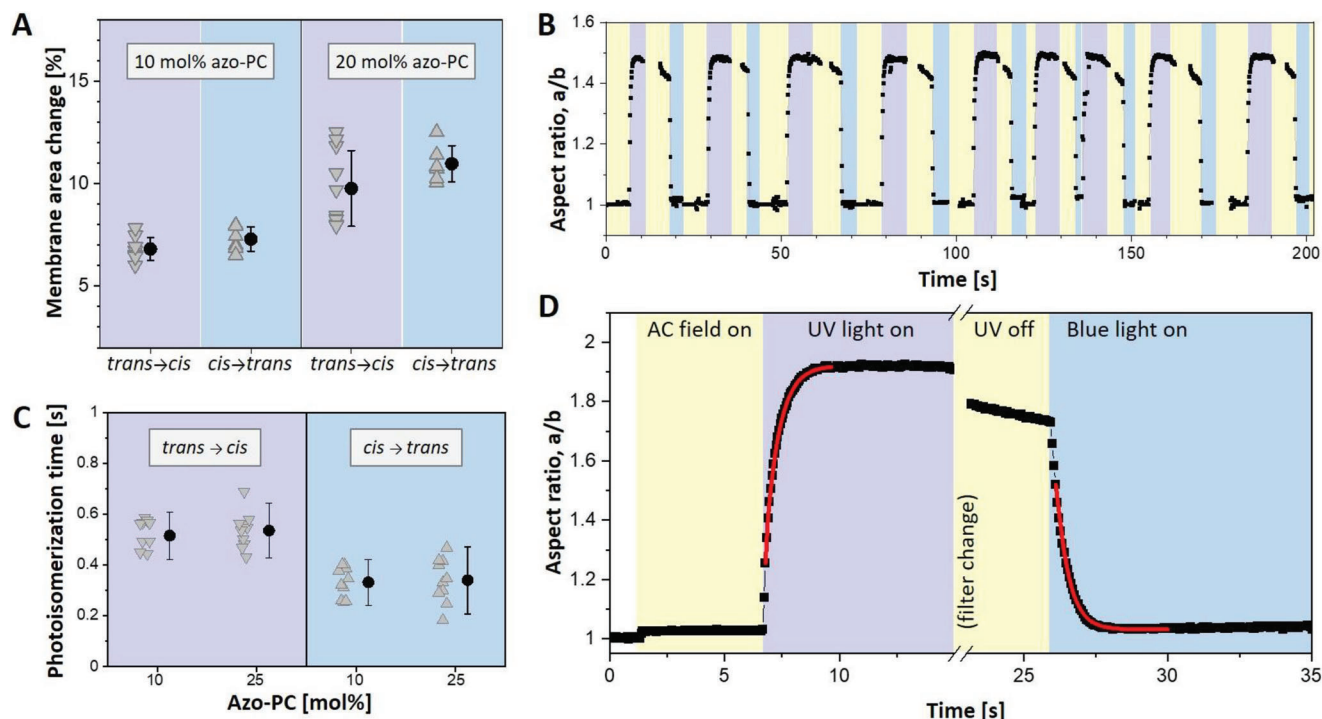 A
Membrane area change [%]
15
10
5
10 mol% azo-PC
20 mol% azo-PC
trans→cis
cis→trans
trans→cis
cis→trans
B
Aspect ratio, a/b
1.6
1.4
1.2
1
0
50
100
150
200
Time [s]
C
Photoisomerization time [s]
1
0.8
0.6
0.4
0.2
0
trans → cis
cis → trans
10
25
10
25
Azo-PC [mol%]
D
Aspect ratio, a/b
2
1.8
1.6
1.4
1.2
1
AC field on
UV light on
UV off
Blue light on
(filter change)
0
5
10
25
30
35
Time [s]